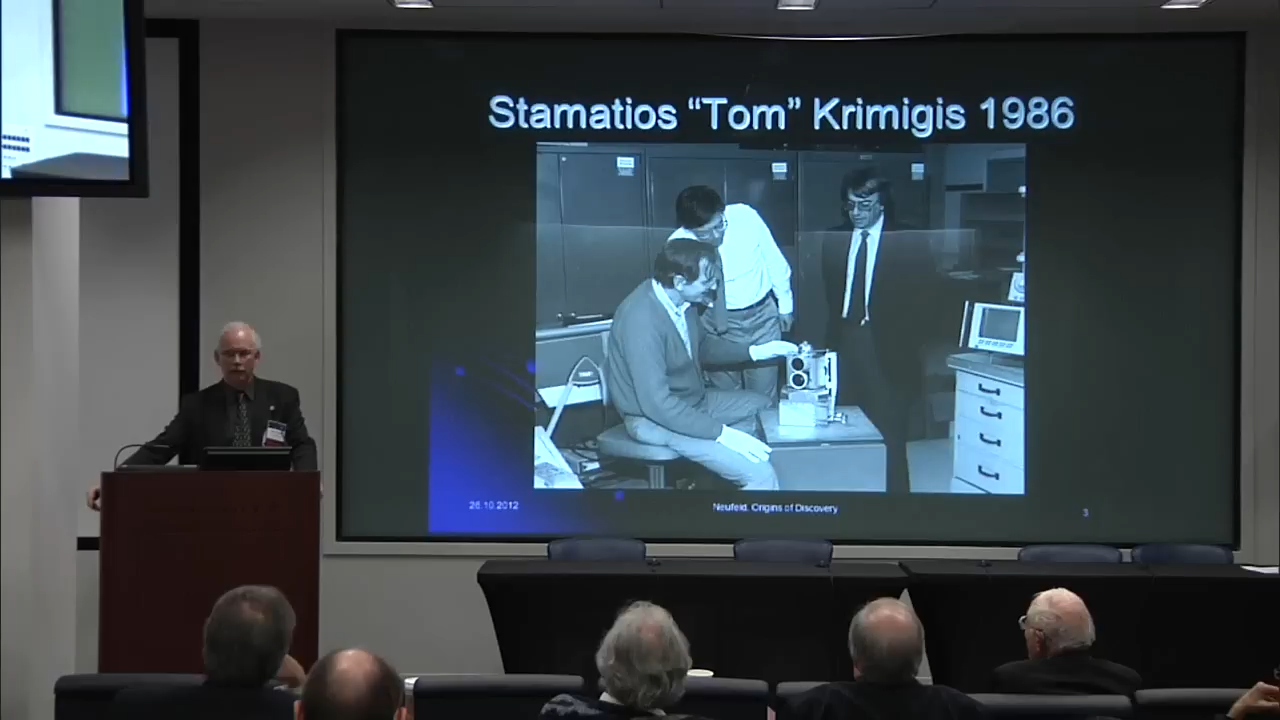 Stamatios “Tom” Krimigis 1986
26.10.2012
Neufeld, Origins of Discovery
3